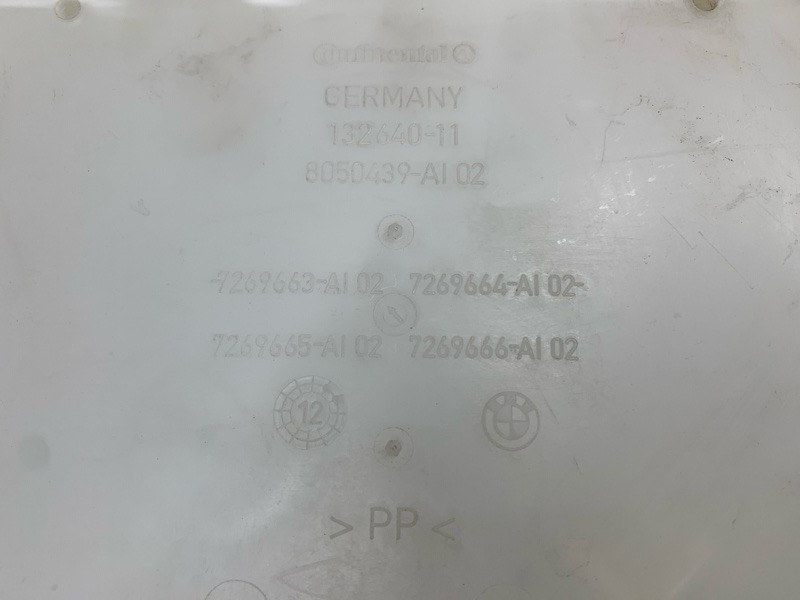 Continental
GERMANY
132640-11
8050439-AI 02
7269663-AI 02 7269664-AI 02
7269665-AI 02 7269666-AI 02
12
> PP <